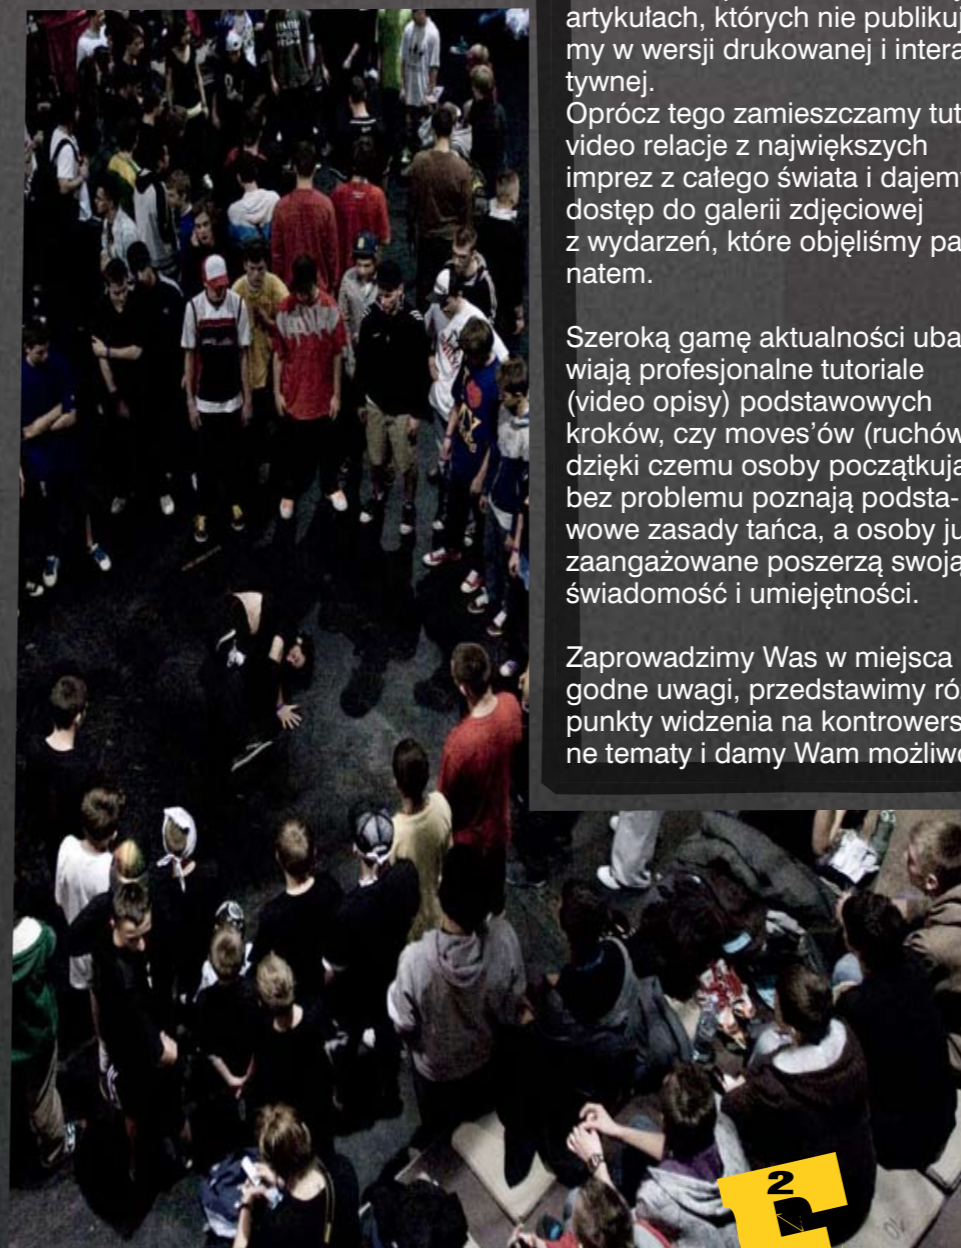 artykułach, których nie publikuj
my w wersji drukowanej i intera
tywnej.
Oprócz tego zamieszczamy tut
video relacje z największych
imprez z całego świata i dajem
dostęp do galerii zdjęciowej
z wydarzeń, które objęliśmy pa
natem.
Szeroką gamę aktualności uba
wiają profesjonalne tutoriale
(video opisy) podstawowych
kroków, czy moves’ów (ruchów
dzięki czemu osoby początkują
bez problemu poznają podsta-
wowe zasady tańca, a osoby ju
zaangażowane poszerzą swoją
świadomość i umiejętności.
Zaprowadzimy Was w miejsca
godne uwagi, przedstawimy ró
punkty widzenia na kontrowers
ne tematy i damy Wam możliwo
2